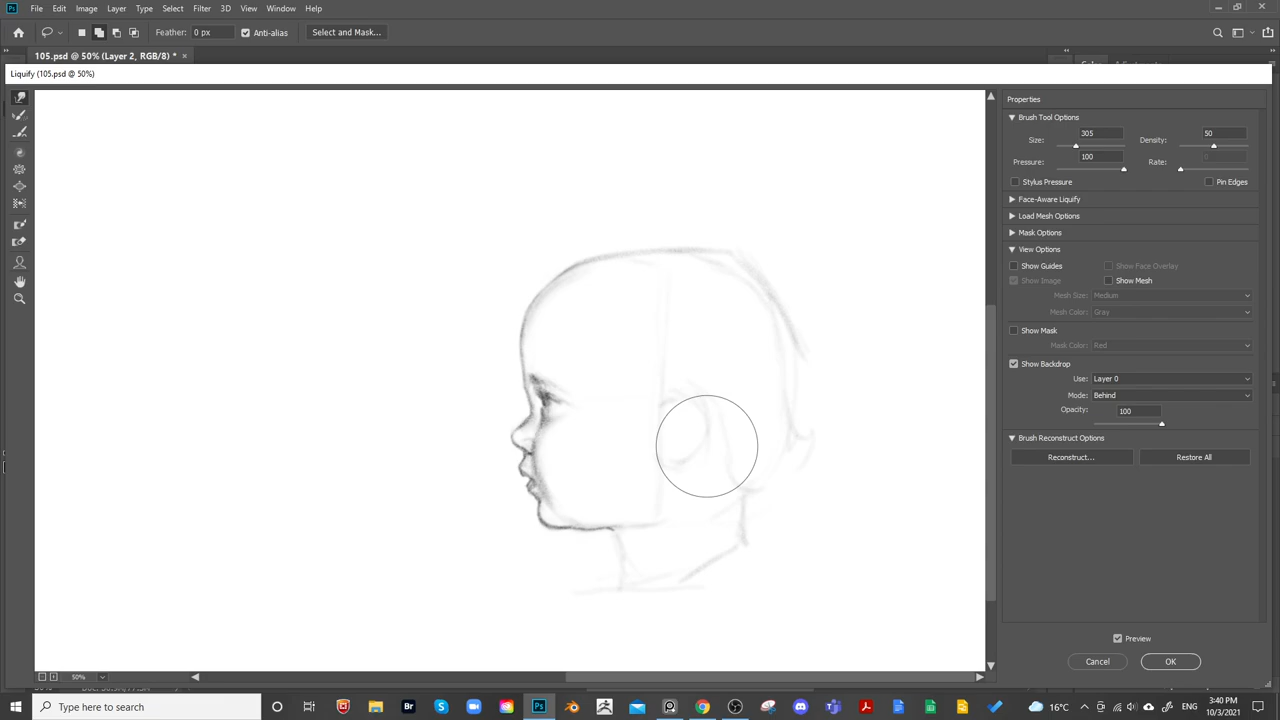 Ps File Edit Image Layer Type Select Filter 3D View Window Help
Feather: 0 px Anti-alias Select and Mask...
105.psd @ 50% (Layer 2, RGB/8) * ×
Liquify (105.psd @ 50%)
Properties
Brush Tool Options
Size: 305 Density: 50
Pressure: 100 Rate:
Stylus Pressure Pin Edges
Face-Aware Liquify
Load Mesh Options
Mask Options
View Options
Show Guides Show Face Overlay
Show Image Show Mesh
Mesh Size: Medium
Mesh Color: Gray
Show Mask
Mask Color: Red
Show Backdrop
Use: Layer 0
Mode: Behind
Opacity: 100
Brush Reconstruct Options
Reconstruct... Restore All
Preview
Cancel OK
50%
Type here to search
Br
Ps
16°C
3:40 PM
10/3/2021